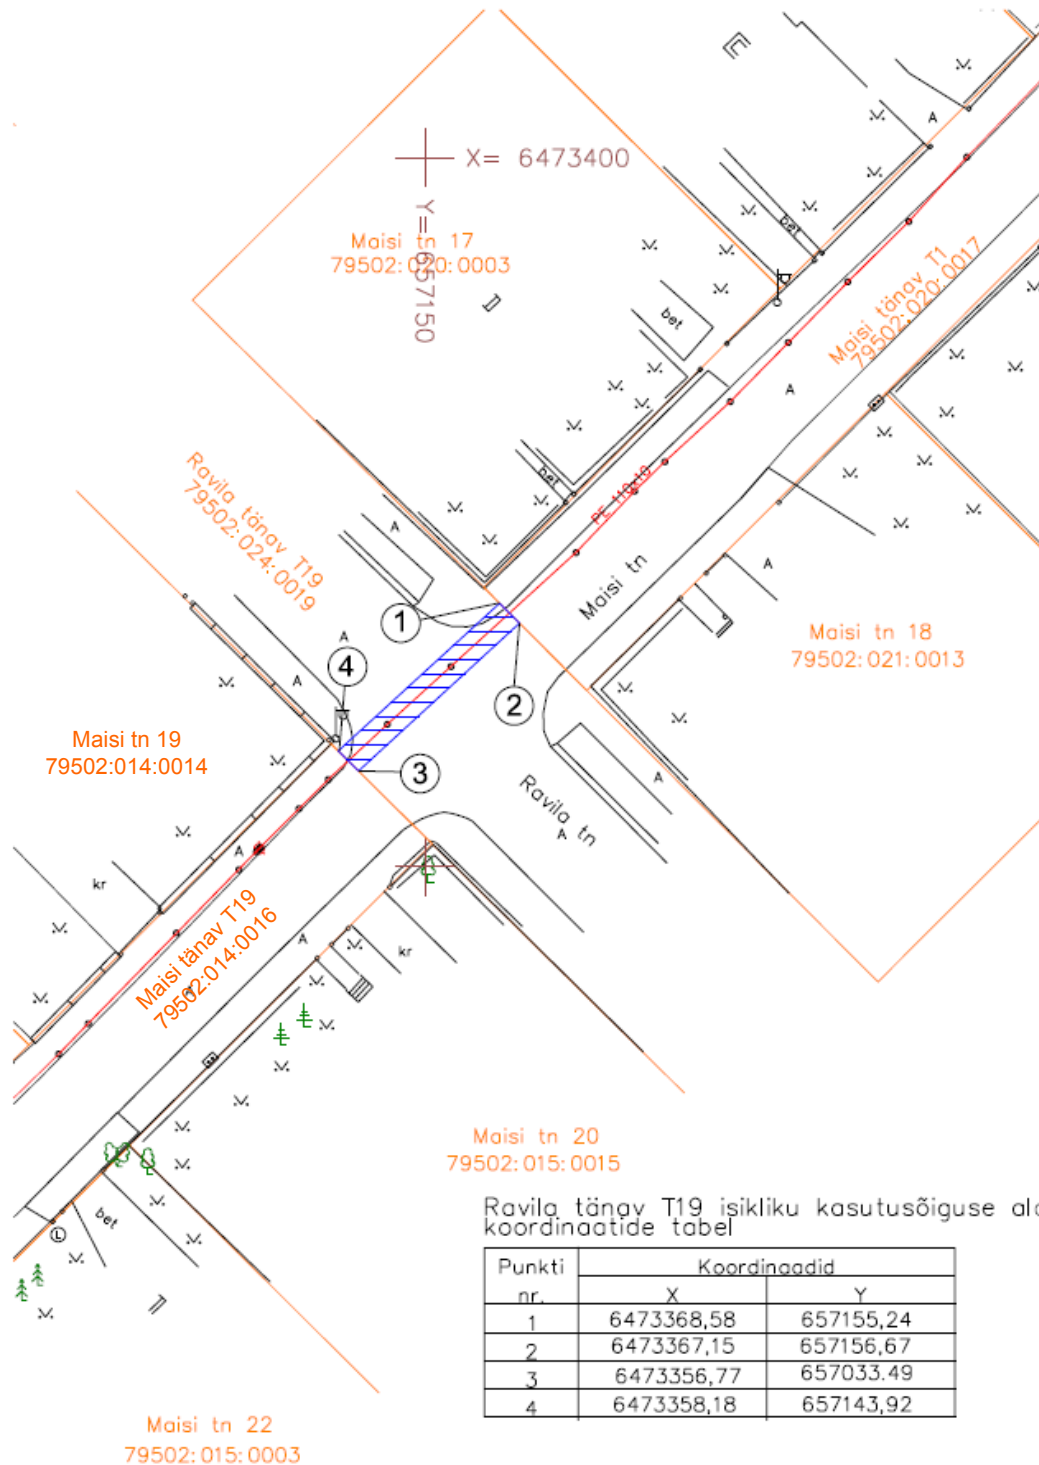 X= 6473400
Y= 657150
Maisi tn 17
79502:020:0003
A
bet
bet
Maisi tänav T1
79502:020:0017
A
Ravila tänav T19
79502:024:0019
A
bet
PE 110-10
Maisi tn
A
Maisi tn 18
79502:021:0013
1
A
4
A
2
Maisi tn 19
79502:014:0014
3
A
Ravila tn
A
kr
A
Maisi tänav T19
79502:014:0016
A
kr
Maisi tn 20
79502:015:0015
bet
L
Ravila tänav T19 isikliku kasutusõiguse ala
koordinaatide tabel
Punkti nr. Koordinaadid
X Y
1 6473368,58 657155,24
2 6473367,15 657156,67
3 6473356,77 657033.49
4 6473358,18 657143,92
Maisi tn 22
79502:015:0003